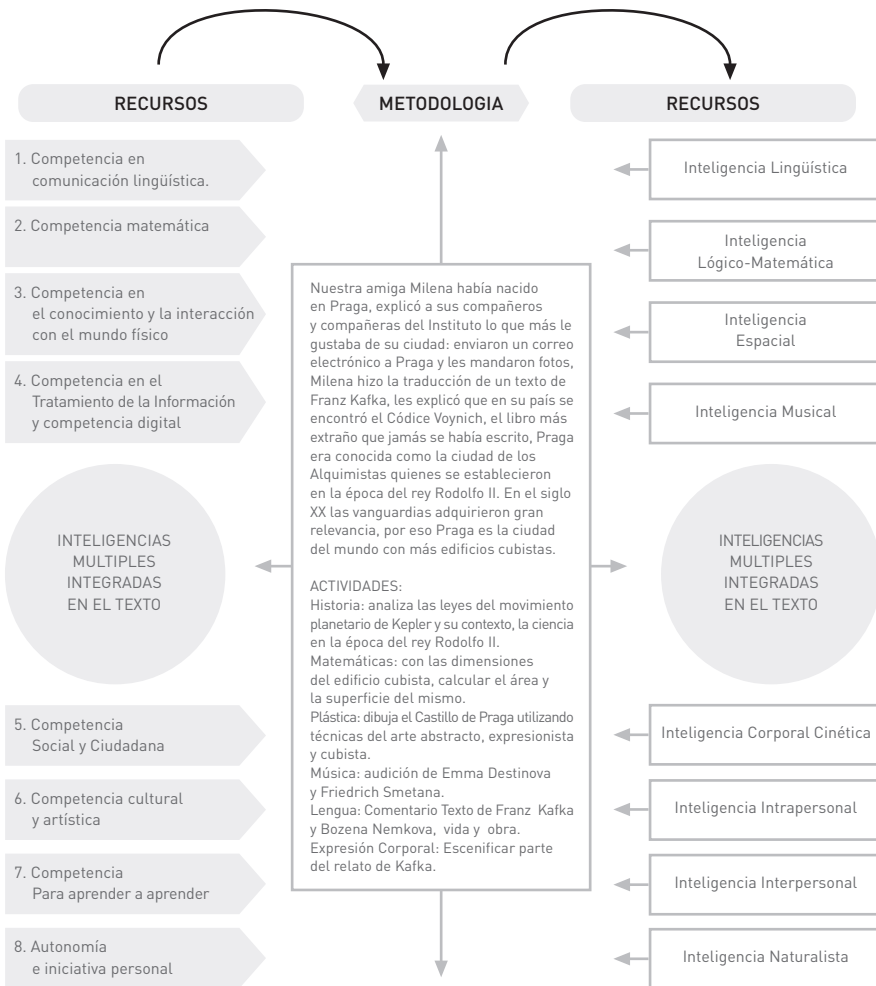 RECURSOS
METODOLOGIA
RECURSOS
1. Competencia en
comunicación lingüística.
2. Competencia matemática
3. Competencia en
el conocimiento y la interacción
con el mundo físico
4. Competencia en el
Tratamiento de la Información
y competencia digital
INTELIGENCIAS
MULTIPLES
INTEGRADAS
EN EL TEXTO
5. Competencia
Social y Ciudadana
6. Competencia cultural
y artística
7. Competencia
Para aprender a aprender
8. Autonomía
e iniciativa personal
Nuestra amiga Milena había nacido
en Praga, explicó a sus compañeros
y compañeras del Instituto lo que más le
gustaba de su ciudad: enviaron un correo
electrónico a Praga y les mandaron fotos,
Milena hizo la traducción de un texto de
Franz Kafka, les explicó que en su país se
encontró el Códice Voynich, el libro más
extraño que jamás se había escrito, Praga
era conocida como la ciudad de los
Alquimistas quienes se establecieron
en la época del rey Rodolfo II. En el siglo
XX las vanguardias adquirieron gran
relevancia, por eso Praga es la ciudad
del mundo con más edificios cubistas.
ACTIVIDADES:
Historia: analiza las leyes del movimiento
planetario de Kepler y su contexto, la ciencia
en la época del rey Rodolfo II.
Matemáticas: con las dimensiones
del edificio cubista, calcular el área y
la superficie del mismo.
Plástica: dibuja el Castillo de Praga utilizando
técnicas del arte abstracto, expresionista
y cubista.
Música: audición de Emma Destinova
y Friedrich Smetana.
Lengua: Comentario Texto de Franz Kafka
y Bozena Nemkova, vida y obra.
Expresión Corporal: Escenificar parte
del relato de Kafka.
Inteligencia Lingüística
Inteligencia
Lógico-Matemática
Inteligencia
Espacial
Inteligencia Musical
INTELIGENCIAS
MULTIPLES
INTEGRADAS
EN EL TEXTO
Inteligencia Corporal Cinética
Inteligencia Intrapersonal
Inteligencia Interpersonal
Inteligencia Naturalista